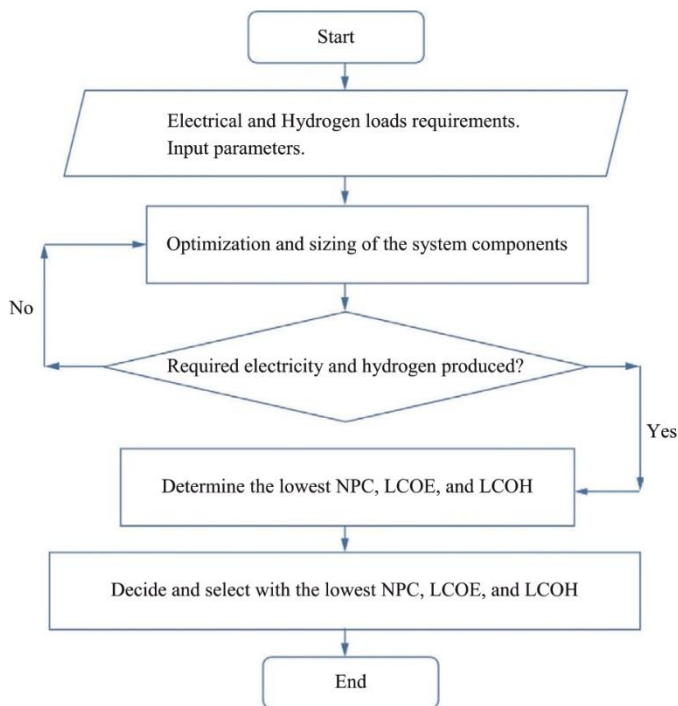 Start
Electrical and Hydrogen loads requirements.
Input parameters.
Optimization and sizing of the system components
No
Required electricity and hydrogen produced?
Yes
Determine the lowest NPC, LCOE, and LCOH
Decide and select with the lowest NPC, LCOE, and LCOH
End